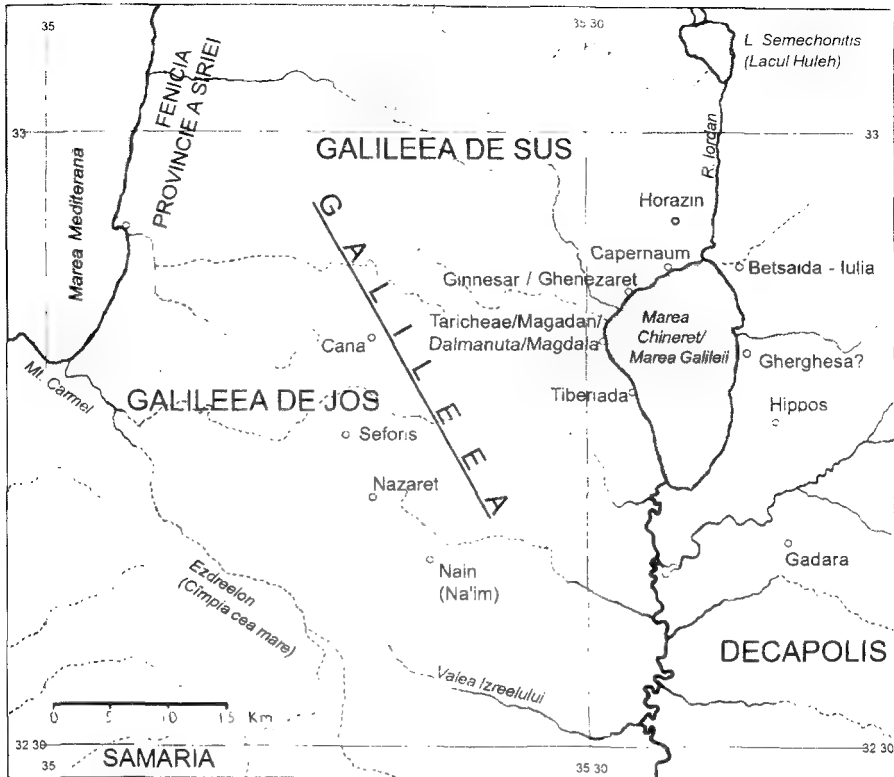 35
35 30
L Semechonitis
(Lacul Huleh)
FENICIA
PROVINCIE A SIRIEI
33
33
GALILEEA DE SUS
R. Iordan
Marea Mediterană
GALILEEA
Horazin
Capernaum
Betsaida - Iulia
Ginnesar / Ghenezaret
Taricheae/Magadan/
Dalmanuta/Magdala
Marea
Chineret/
Marea Galileii
Cana
Gherghesa?
Mt. Carmel
GALILEEA DE JOS
Tiberiada
Hippos
Seforis
Nazaret
Gadara
Nain
(Na'im)
Ezdreelon
(Cîmpia cea mare)
DECAPOLIS
Valea Izreelului
0 5 10 15 Km
32 30
32 30
SAMARIA
35
35 30